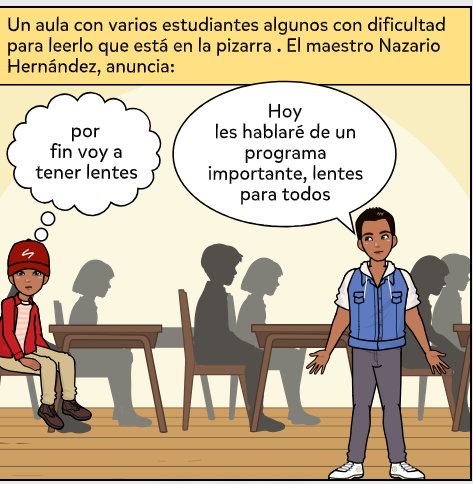 Un aula con varios estudiantes algunos con dificultad
para leerlo que está en la pizarra . El maestro Nazario
Hernández, anuncia:
por
fin voy a
tener lentes
Hoy
les hablaré de un
programa
importante, lentes
para todos